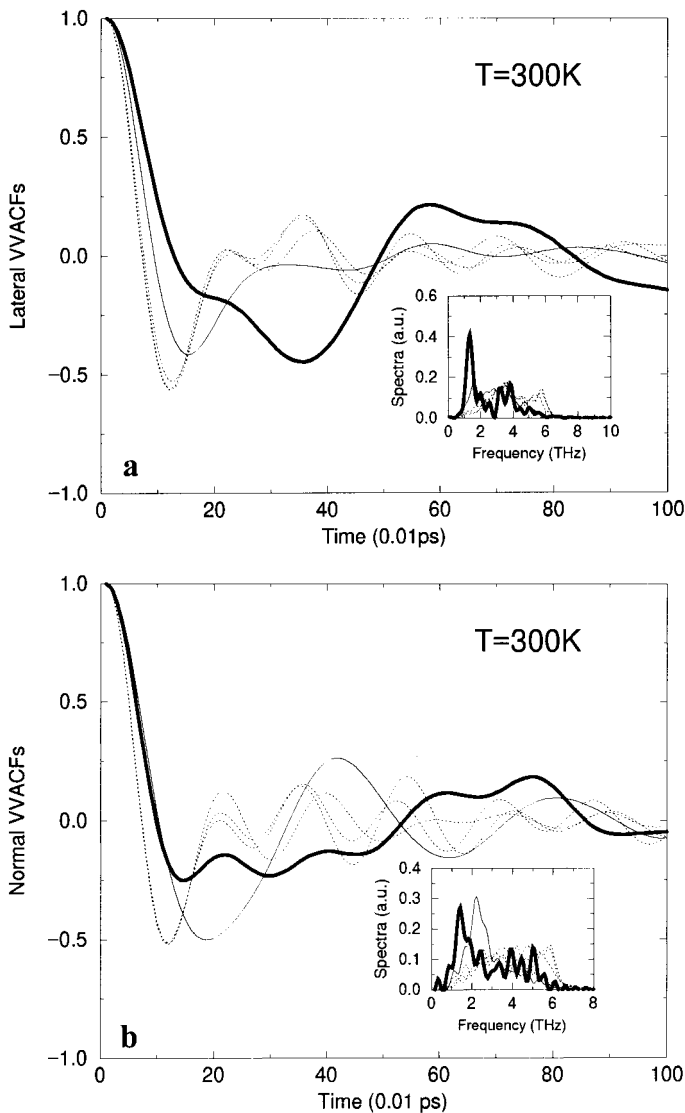 1.0
0.5
0.0
−0.5
−1.0
Lateral VVACFs
T=300K
a
0 20 40 60 80 100
Time (0.01ps)
0.6
0.4
0.2
0.0
Spectra (a.u.)
0 2 4 6 8 10
Frequency (THz)
1.0
0.5
0.0
−0.5
−1.0
Normal VVACFs
T=300K
b
0 20 40 60 80 100
Time (0.01 ps)
0.4
0.3
0.2
0.1
0.0
Spectra (a.u.)
0 2 4 6 8
Frequency (THz)